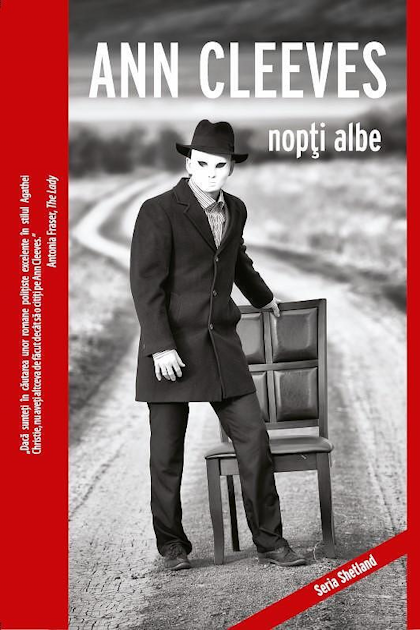 ANN CLEEVES
nopţi albe
„Dacă sunteţi în căutarea unor romane poliţiste excelente în stilul Agathei
Christie, nu aveţi altceva de făcut decât să o citiţi pe Ann Cleeves."
Antonia Fraser, The Lady
Seria Shetland